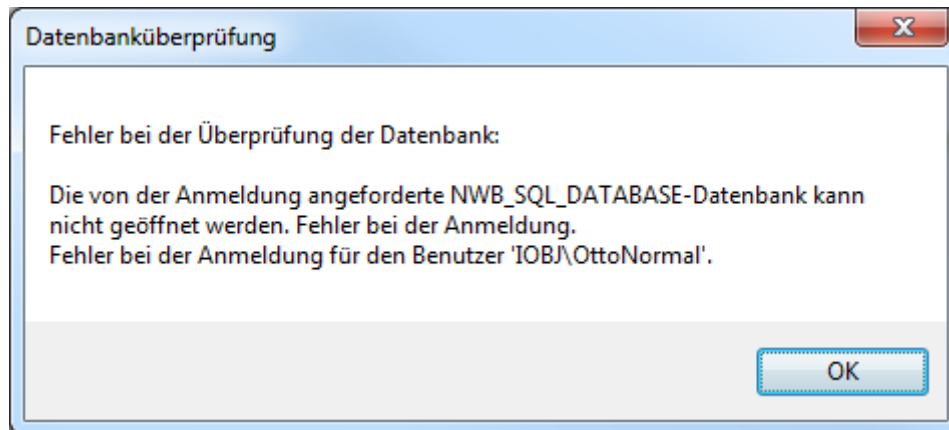 Datenbanküberprüfung
Fehler bei der Überprüfung der Datenbank:
Die von der Anmeldung angeforderte NWB_SQL_DATABASE-Datenbank kann
nicht geöffnet werden. Fehler bei der Anmeldung.
Fehler bei der Anmeldung für den Benutzer 'IOBJ\OttoNormal'.
OK